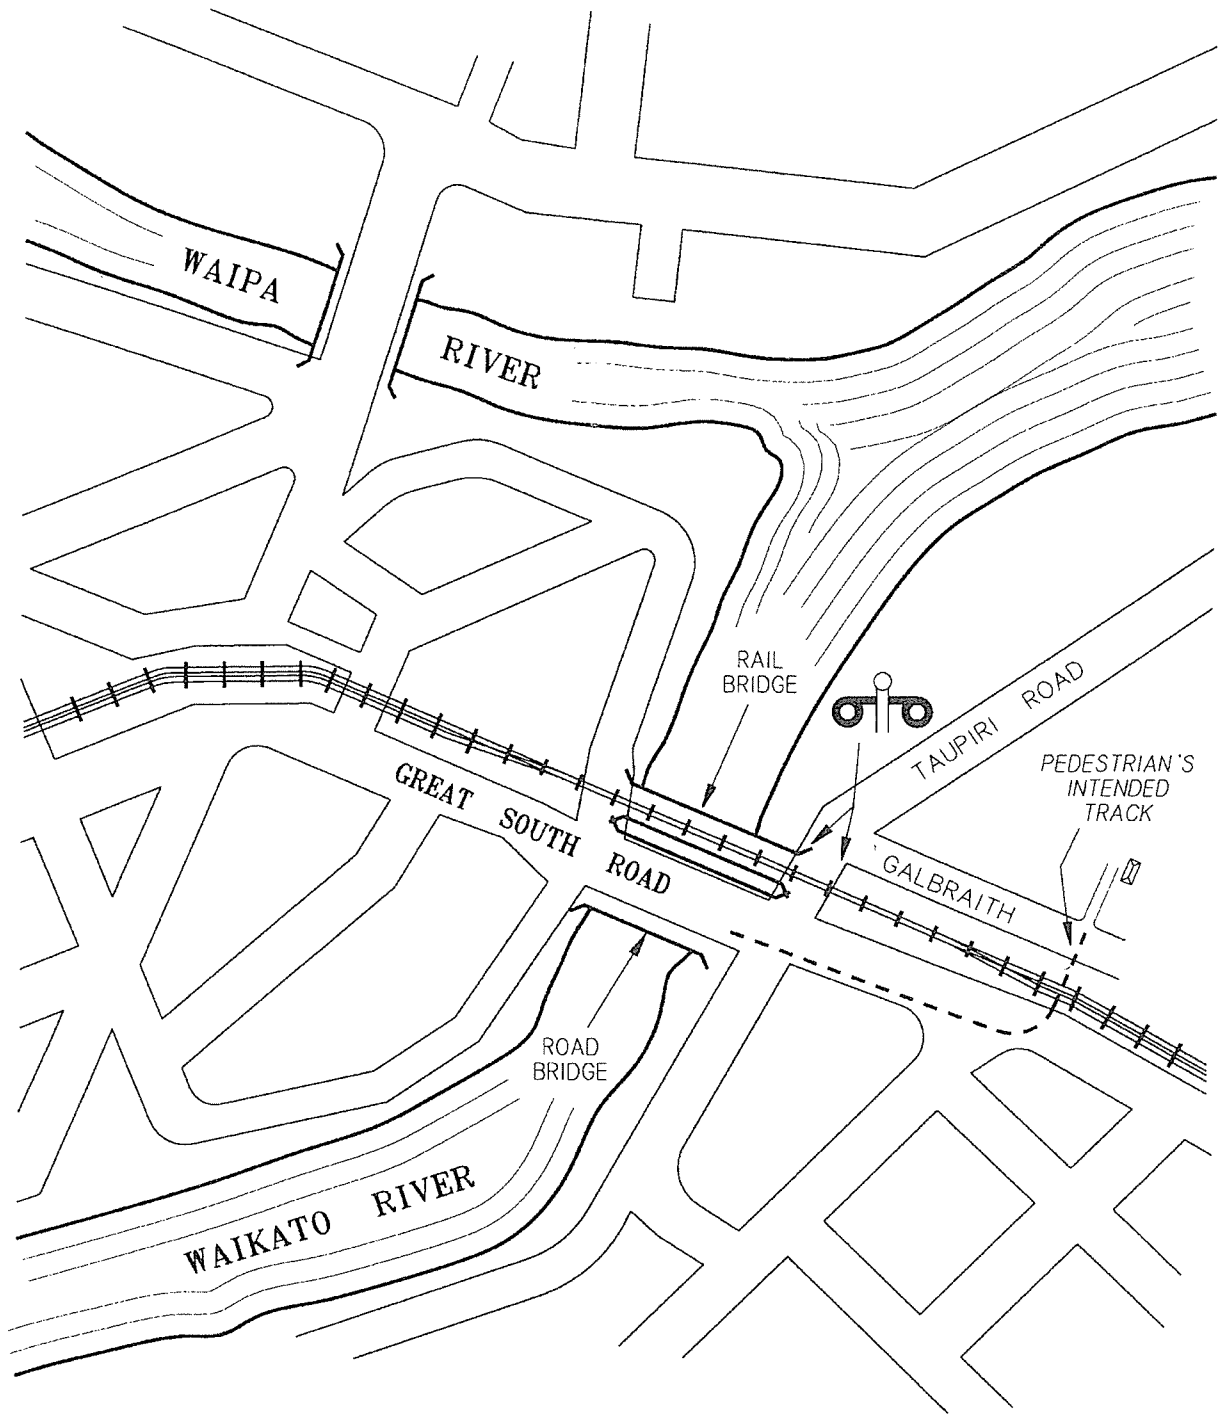 WAIPA
RIVER
RAIL
BRIDGE
TAUPIRI ROAD
PEDESTRIAN'S
INTENDED
TRACK
GREAT SOUTH ROAD
GALBRAITH
ROAD
BRIDGE
WAIKATO RIVER